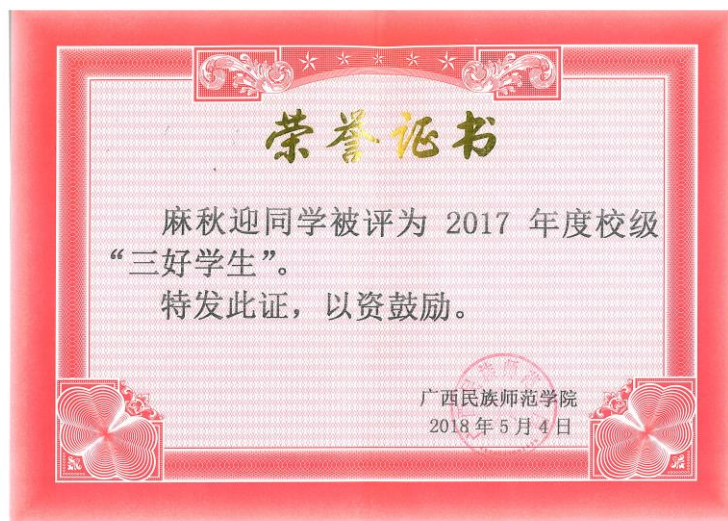 荣誉证书
麻秋迎同学被评为 2017 年度校级
“三好学生”。
特发此证，以资鼓励。
广西民族师范学院
2018 年 5 月 4 日